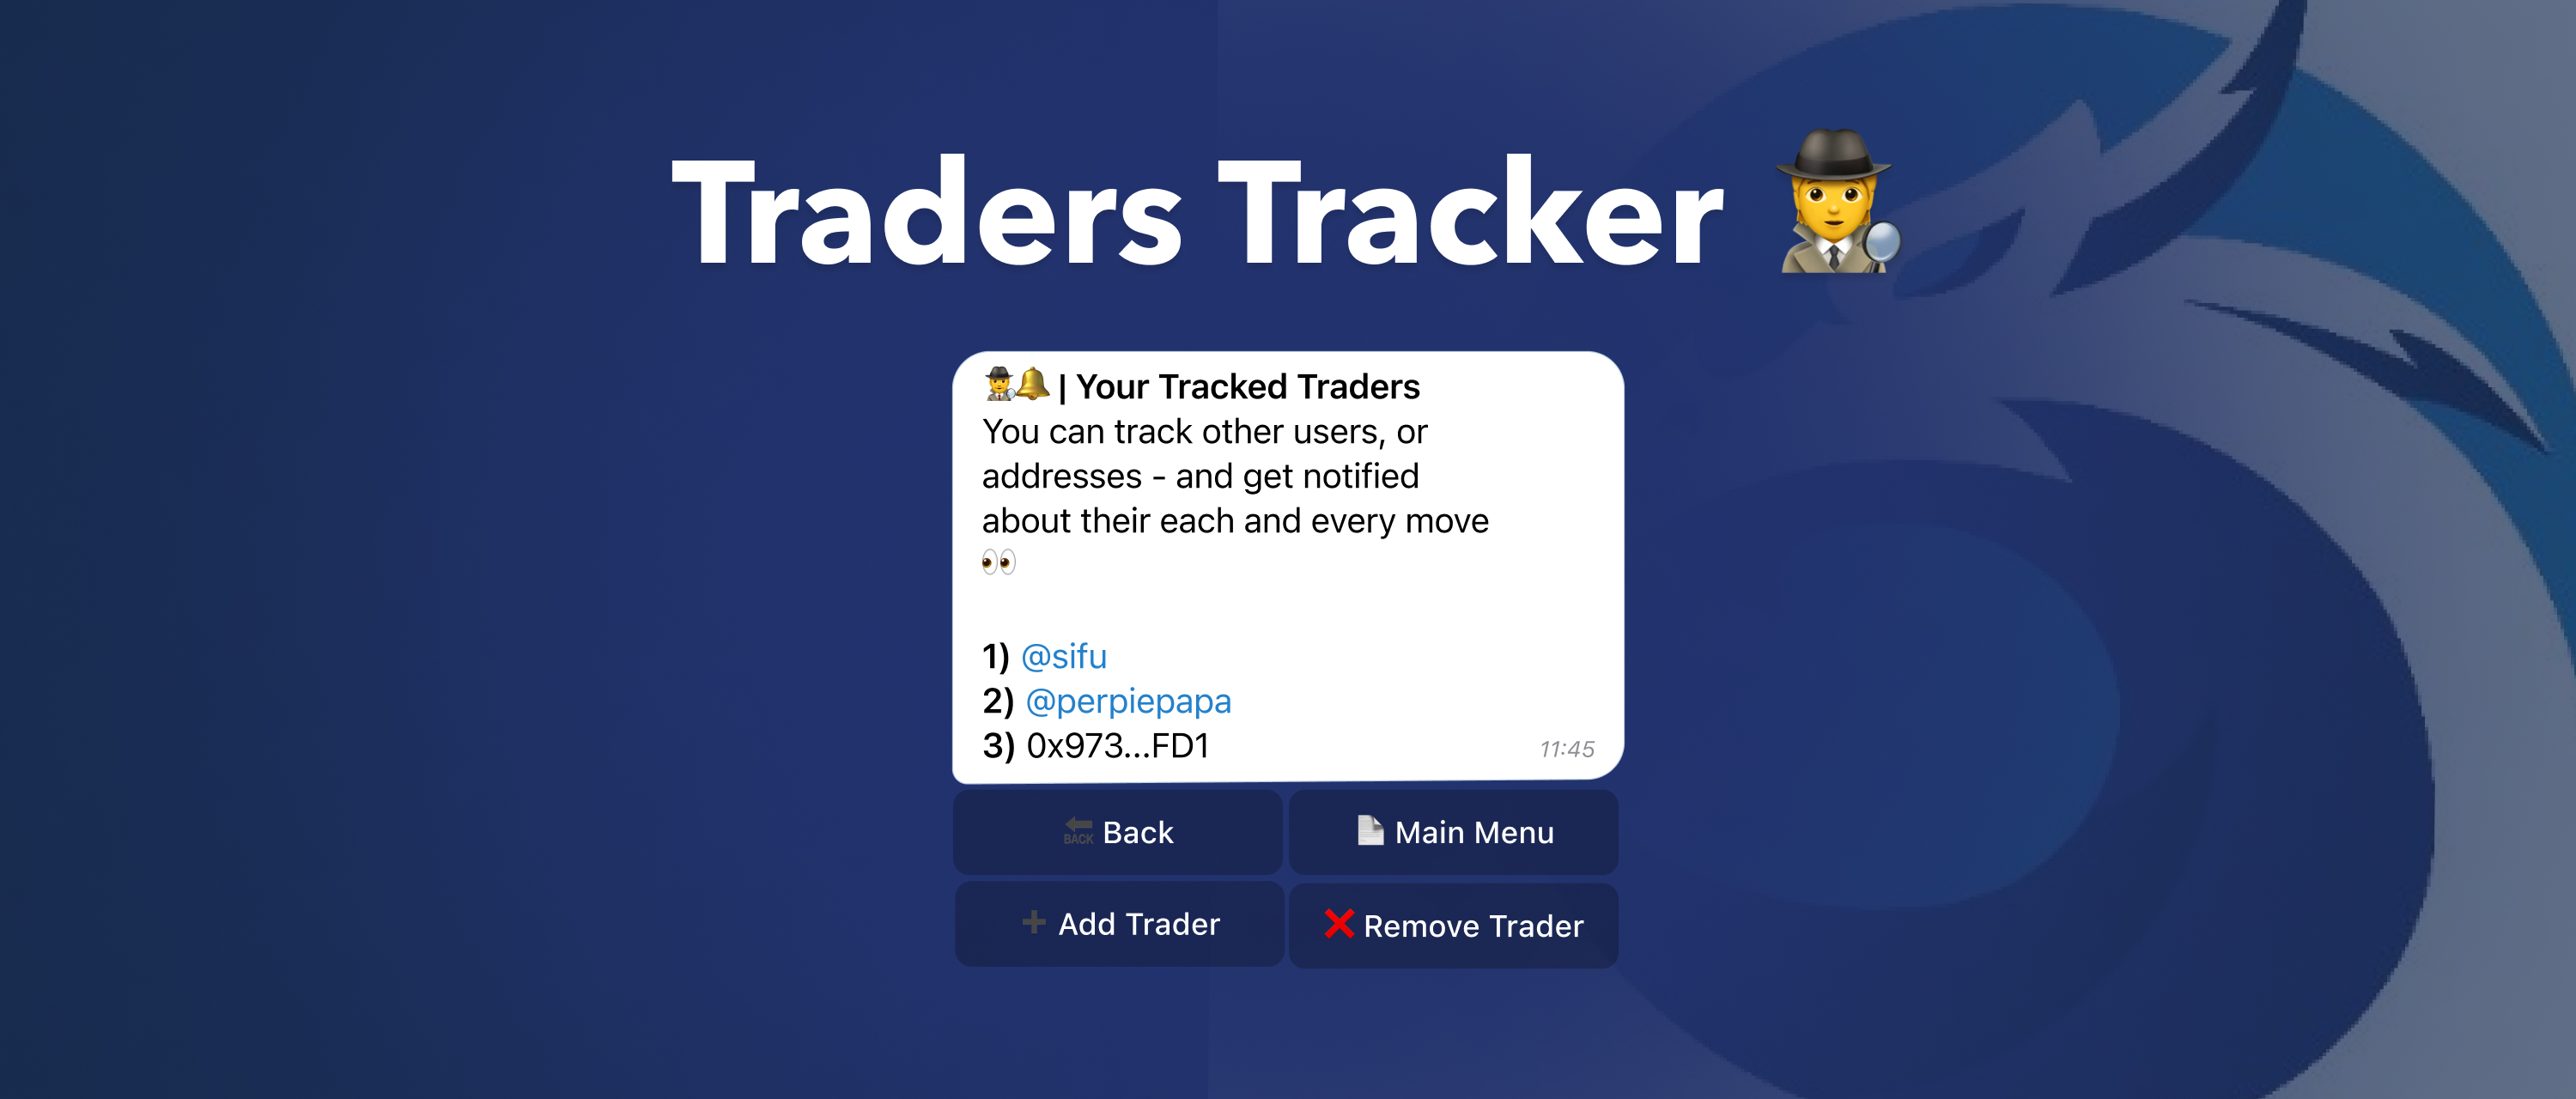 Traders Tracker 🕵️
🕵️🔔 | Your Tracked Traders
You can track other users, or
addresses - and get notified
about their each and every move
👀
1) @sifu
2) @perpiepapa
3) 0x973...FD1
11:45
🔙 Back
📄 Main Menu
➕ Add Trader
❌ Remove Trader